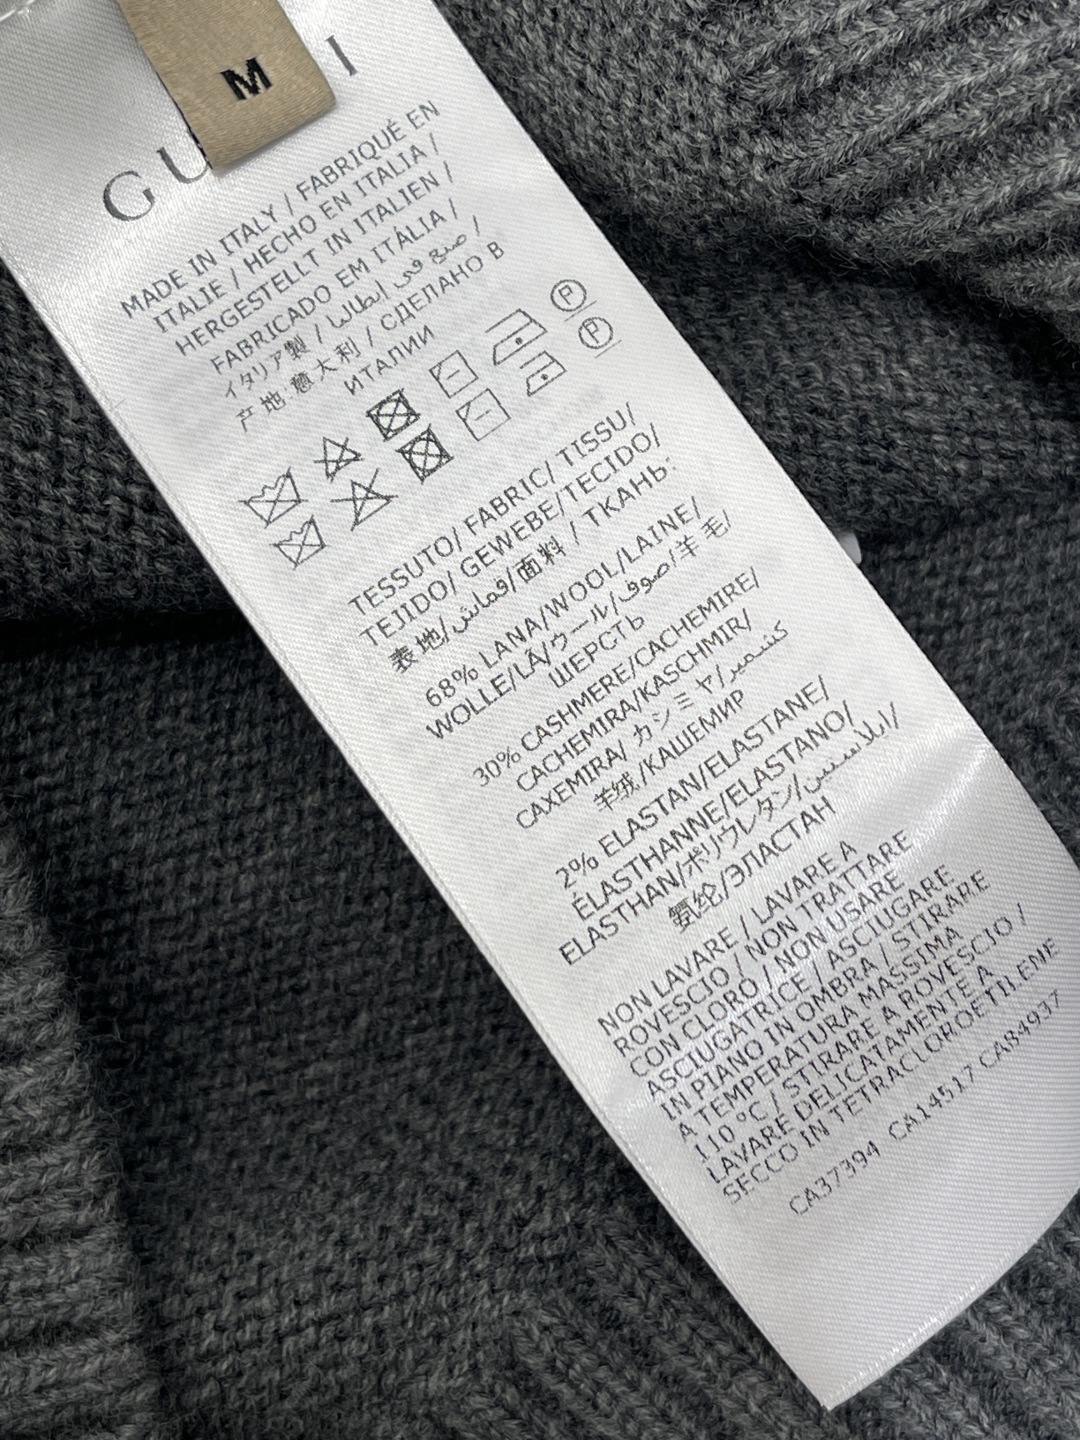 M
GU I
MADE IN ITALY / FABRIQUÉ EN
ITALIE / HECHO EN ITALIA /
HERGESTELLT IN ITALIEN /
FABRICADO EM ITÁLIA /
イタリア製 / صنع في ايطاليا /
产地 意大利 / СДЕЛАНО В
ИТАЛИИ
P
P
TESSUTO/ FABRIC/ TISSU/
TEJIDO/ GEWEBE/TECIDO/
表地/قماش/面料 / ТКАНЬ:
68% LANA/WOOL/LAINE/
WOLLE/LÃ/ウール/صوف/羊毛/
ШЕРСТЬ
30% CASHMERE/CACHEMIRE/
CACHEMIRA/KASCHMIR/
CAXEMIRA/ カシミヤ/كشمير
羊绒/КАШЕМИР
2% ELASTAN/ELASTANE/
ÉLASTHANNE/ELASTANO/
ELASTHAN/ポリウレタン/ايلاستين/
氨纶/ЭЛАСТАН
NON LAVARE / LAVARE A
ROVESCIO / NON TRATTARE
CON CLORO / NON USARE
ASCIUGATRICE / ASCIUGARE
IN PIANO IN OMBRA / STIRARE
A TEMPERATURA MASSIMA
110 °C / STIRARE A ROVESCIO /
LAVARE DELICATAMENTE A
SECCO IN TETRACLOROETILENE
CA37394 CA14517 CA84937